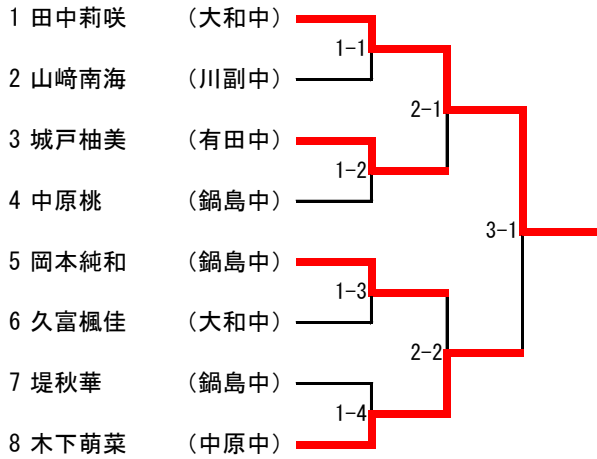 1 田中莉咲 （大和中）
1-1
2 山﨑南海 （川副中）
2-1
3 城戸柚美 （有田中）
1-2
4 中原桃 （鍋島中）
3-1
5 岡本純和 （鍋島中）
1-3
6 久富楓佳 （大和中）
2-2
7 堤秋華 （鍋島中）
1-4
8 木下萌菜 （中原中）